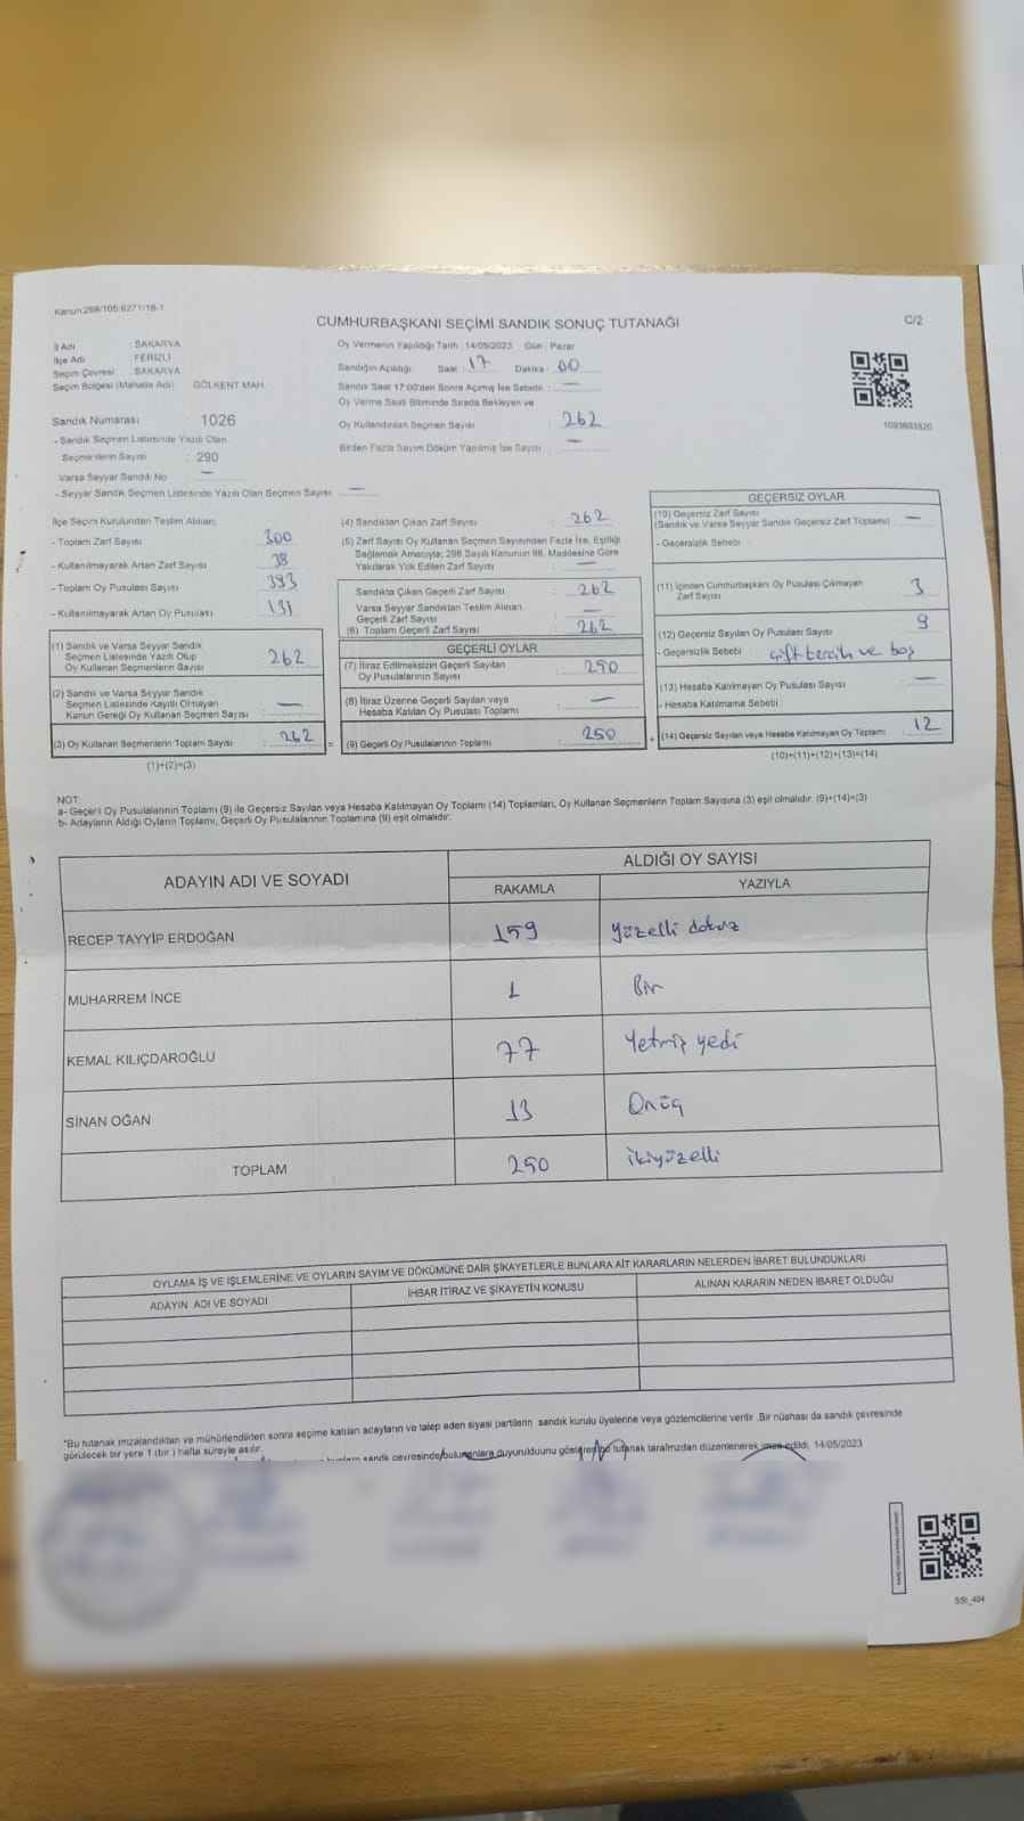 Kanun:298/105;6271/18-1
CUMHURBAŞKANI SEÇİMİ SANDIK SONUÇ TUTANAĞI
C/2
İl Adı : SAKARYA
İlçe Adı : FERİZLİ
Seçim Çevresi : SAKARYA
Seçim Bölgesi (Mahalle Adı) : GÖLKENT MAH.
Oy Vermenin Yapıldığı Tarih : 14/05/2023 Gün : Pazar
Sandığın Açıldığı Saat : 17 Dakika : 00
Sandık Saat 17:00'den Sonra Açılmış İse Sebebi : —
Oy Verme Saati Bitiminde Sırada Bekleyen ve
Oy Kullandırılan Seçmen Sayısı : 262
Birden Fazla Sayım Döküm Yapılmış İse Sayısı : —
Sandık Numarası : 1026
- Sandık Seçmen Listesinde Yazılı Olan
Seçmenlerin Sayısı : 290
Varsa Seyyar Sandık No : —
- Seyyar Sandık Seçmen Listesinde Yazılı Olan Seçmen Sayısı : —
İlçe Seçim Kurulundan Teslim Alınan;
- Toplam Zarf Sayısı : 300
- Kullanılmayarak Artan Zarf Sayısı : 38
- Toplam Oy Pusulası Sayısı : 393
- Kullanılmayarak Artan Oy Pusulası : 131
(1) Sandık ve Varsa Seyyar Sandık
Seçmen Listesinde Yazılı Olup
Oy Kullanan Seçmenlerin Sayısı : 262
(2) Sandık ve Varsa Seyyar Sandık
Seçmen Listesinde Kayıtlı Olmayan
Kanun Gereği Oy Kullanan Seçmen Sayısı : —
(3) Oy Kullanan Seçmenlerin Toplam Sayısı : 262
(1)+(2)=(3)
(4) Sandıktan Çıkan Zarf Sayısı : 262
(5) Zarf Sayısı Oy Kullanan Seçmen Sayısından Fazla İse, Eşitliği
Sağlamak Amacıyla; 298 Sayılı Kanunun 98. Maddesine Göre
Yakılarak Yok Edilen Zarf Sayısı : —
Sandıkta Çıkan Geçerli Zarf Sayısı : 262
Varsa Seyyar Sandıktan Teslim Alınan
Geçerli Zarf Sayısı : —
(6) Toplam Geçerli Zarf Sayısı : 262
GEÇERLİ OYLAR
(7) İtiraz Edilmeksizin Geçerli Sayılan
Oy Pusulalarının Sayısı : 250
(8) İtiraz Üzerine Geçerli Sayılan veya
Hesaba Katılan Oy Pusulası Toplamı : —
= (9) Geçerli Oy Pusulalarının Toplamı : 250
GEÇERSİZ OYLAR
(10) Geçersiz Zarf Sayısı
(Sandık ve Varsa Seyyar Sandık Geçersiz Zarf Toplamı) : —
- Geçersizlik Sebebi
(11) İçinden Cumhurbaşkanı Oy Pusulası Çıkmayan
Zarf Sayısı : 3
(12) Geçersiz Sayılan Oy Pusulası Sayısı : 9
- Geçersizlik Sebebi : çift tercih ve boş
(13) Hesaba Katılmayan Oy Pusulası Sayısı : —
- Hesaba Katılmama Sebebi
+ (14) Geçersiz Sayılan veya Hesaba Katılmayan Oy Toplamı : 12
(10)+(11)+(12)+(13)=(14)
NOT:
a- Geçerli Oy Pusulalarının Toplamı (9) ile Geçersiz Sayılan veya Hesaba Katılmayan Oy Toplamı (14) Toplamları, Oy Kullanan Seçmenlerin Toplam Sayısına (3) eşit olmalıdır. (9)+(14)=(3)
b- Adayların Aldığı Oyların Toplamı, Geçerli Oy Pusulalarının Toplamına (9) eşit olmalıdır.
ADAYIN ADI VE SOYADI
ALDIĞI OY SAYISI
RAKAMLA YAZIYLA
RECEP TAYYİP ERDOĞAN 159 yüzelli dokuz
MUHARREM İNCE 1 Bir
KEMAL KILIÇDAROĞLU 77 Yetmiş yedi
SİNAN OĞAN 13 Onüç
TOPLAM 250 ikiyüzelli
OYLAMA İŞ VE İŞLEMLERİNE VE OYLARIN SAYIM VE DÖKÜMÜNE DAİR ŞİKAYETLERLE BUNLARA AİT KARARLARIN NELERDEN İBARET BULUNDUKLARI
ADAYIN ADI VE SOYADI İHBAR İTİRAZ VE ŞİKAYETİN KONUSU ALINAN KARARIN NEDEN İBARET OLDUĞU
"Bu tutanak imzalandıktan ve mühürlendikten sonra seçime katılan adayların ve talep eden siyasi partilerin sandık kurulu üyelerine veya gözlemcilerine verilir. Bir nüshası da sandık çevresinde
görülecek bir yere 1 (bir) hafta süreyle asılır.
sandık çevresinde bulunanlara duyurulduunu gösteren bu tutanak tarafımızdan düzenlenerek imza edildi. 14/05/2023
SSt_404